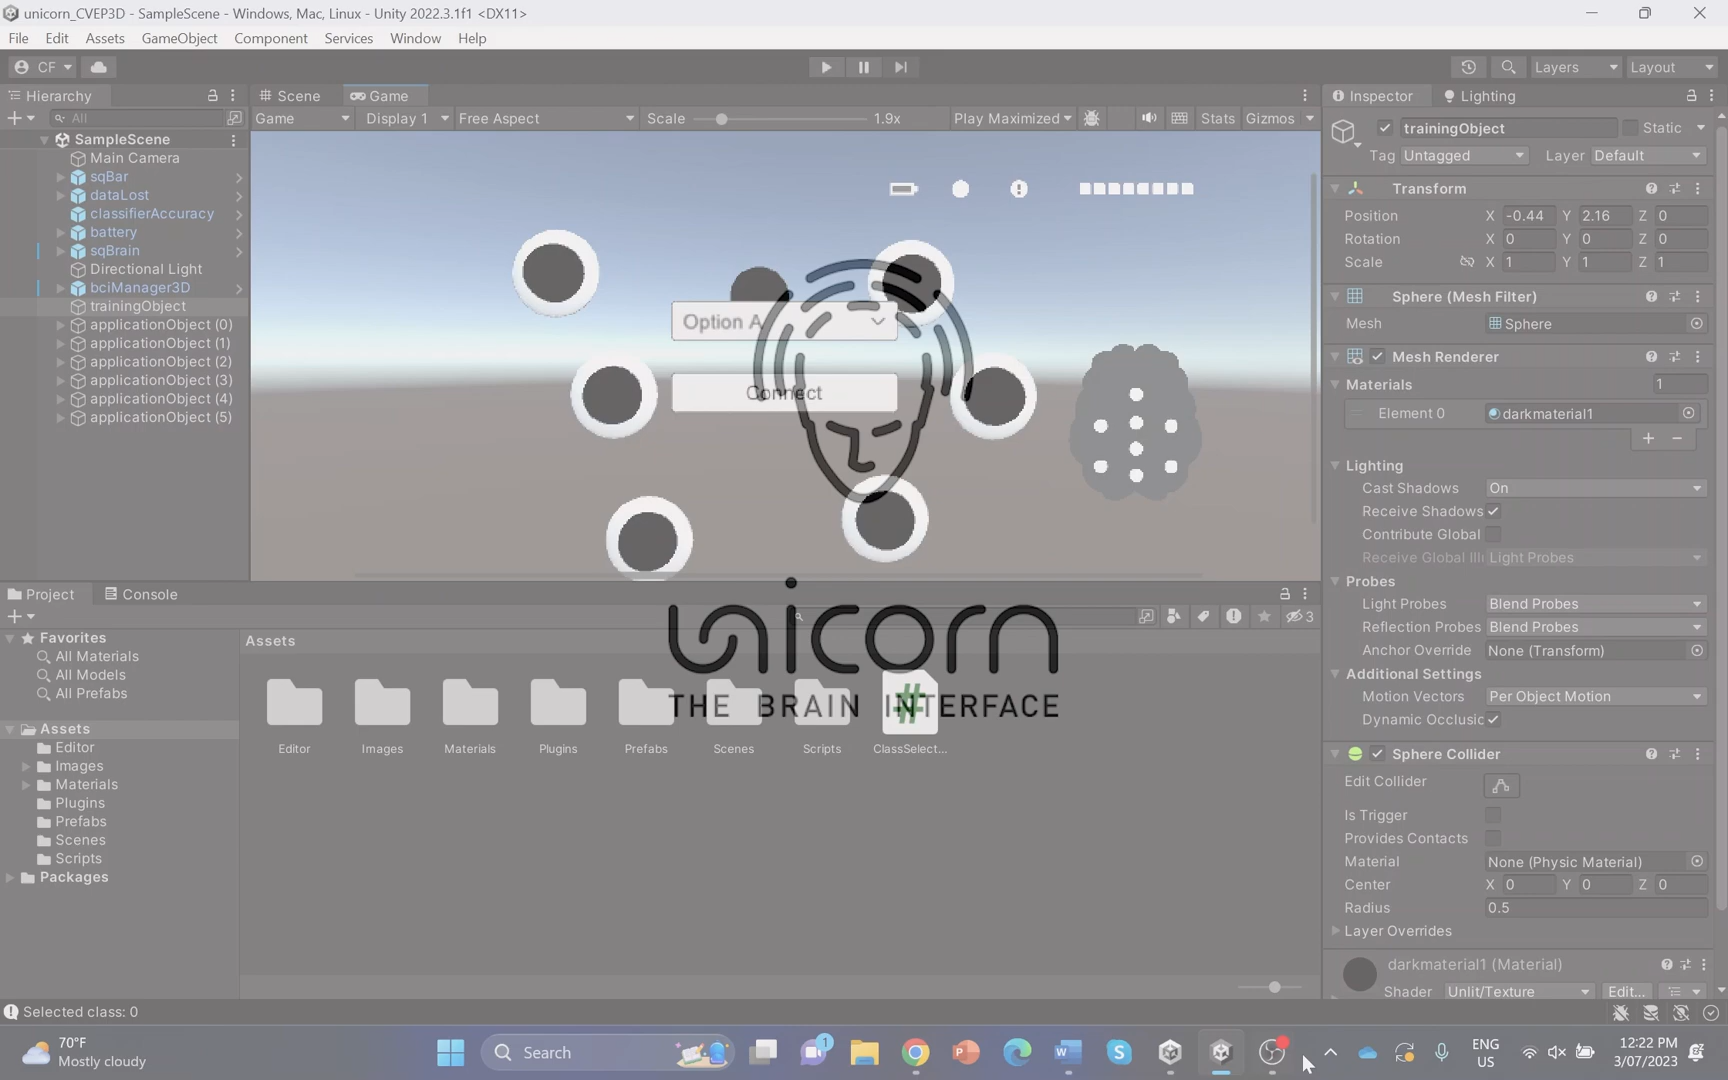 unicorn_CVEP3D - SampleScene - Windows, Mac, Linux - Unity 2022.3.1f1 <DX11>
File Edit Assets GameObject Component Services Window Help
CF Layers Layout
Hierarchy Scene Game Inspector Lighting
All Game Display 1 Free Aspect Scale 1.9x Play Maximized Stats Gizmos
trainingObject Static
Tag Untagged Layer Default
SampleScene
Main Camera
sqBar
dataLost
classifierAccuracy
battery
sqBrain
Directional Light
bciManager3D
trainingObject
applicationObject (0)
applicationObject (1)
applicationObject (2)
applicationObject (3)
applicationObject (4)
applicationObject (5)
Option A
Connect
unicorn
THE BRAIN INTERFACE
Transform
Position X -0.44 Y 2.16 Z 0
Rotation X 0 Y 0 Z 0
Scale X 1 Y 1 Z 1
Sphere (Mesh Filter)
Mesh Sphere
Mesh Renderer
Materials 1
Element 0 darkmaterial1
Lighting
Cast Shadows On
Receive Shadows
Contribute Global
Receive Global Illu Light Probes
Probes
Light Probes Blend Probes
Reflection Probes Blend Probes
Anchor Override None (Transform)
Additional Settings
Motion Vectors Per Object Motion
Dynamic Occlusic
Sphere Collider
Edit Collider
Is Trigger
Provides Contacts
Material None (Physic Material)
Center X 0 Y 0 Z 0
Radius 0.5
Layer Overrides
darkmaterial1 (Material)
Shader Unlit/Texture Edit...
Project Console
3
Favorites
All Materials
All Models
All Prefabs
Assets
Editor
Images
Materials
Plugins
Prefabs
Scenes
Scripts
Packages
Assets
Editor Images Materials Plugins Prefabs Scenes Scripts ClassSelect...
Selected class: 0
70°F
Mostly cloudy
Search
1
ENG
US
12:22 PM
3/07/2023